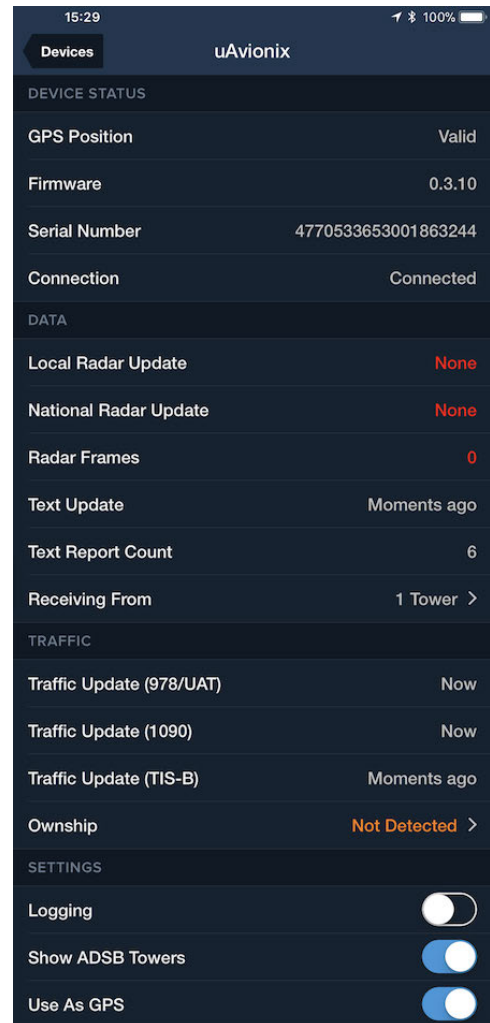 15:29 100%
Devices uAvionix
DEVICE STATUS
GPS Position Valid
Firmware 0.3.10
Serial Number 4770533653001863244
Connection Connected
DATA
Local Radar Update None
National Radar Update None
Radar Frames 0
Text Update Moments ago
Text Report Count 6
Receiving From 1 Tower >
TRAFFIC
Traffic Update (978/UAT) Now
Traffic Update (1090) Now
Traffic Update (TIS-B) Moments ago
Ownship Not Detected >
SETTINGS
Logging
Show ADSB Towers
Use As GPS